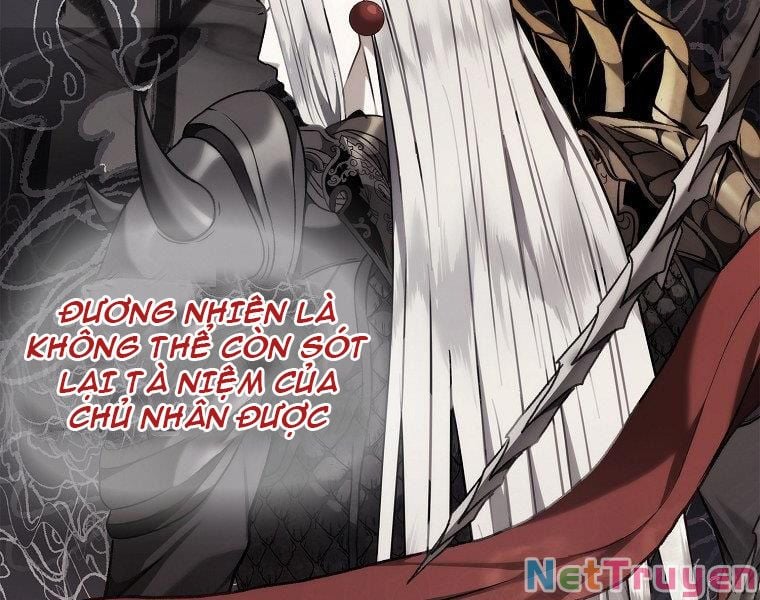 ĐƯƠNG NHIÊN LÀ
KHÔNG THỂ CÒN SÓT
LẠI TÀ NIỆM CỦA
CHỦ NHÂN ĐƯỢC
NetTruyen